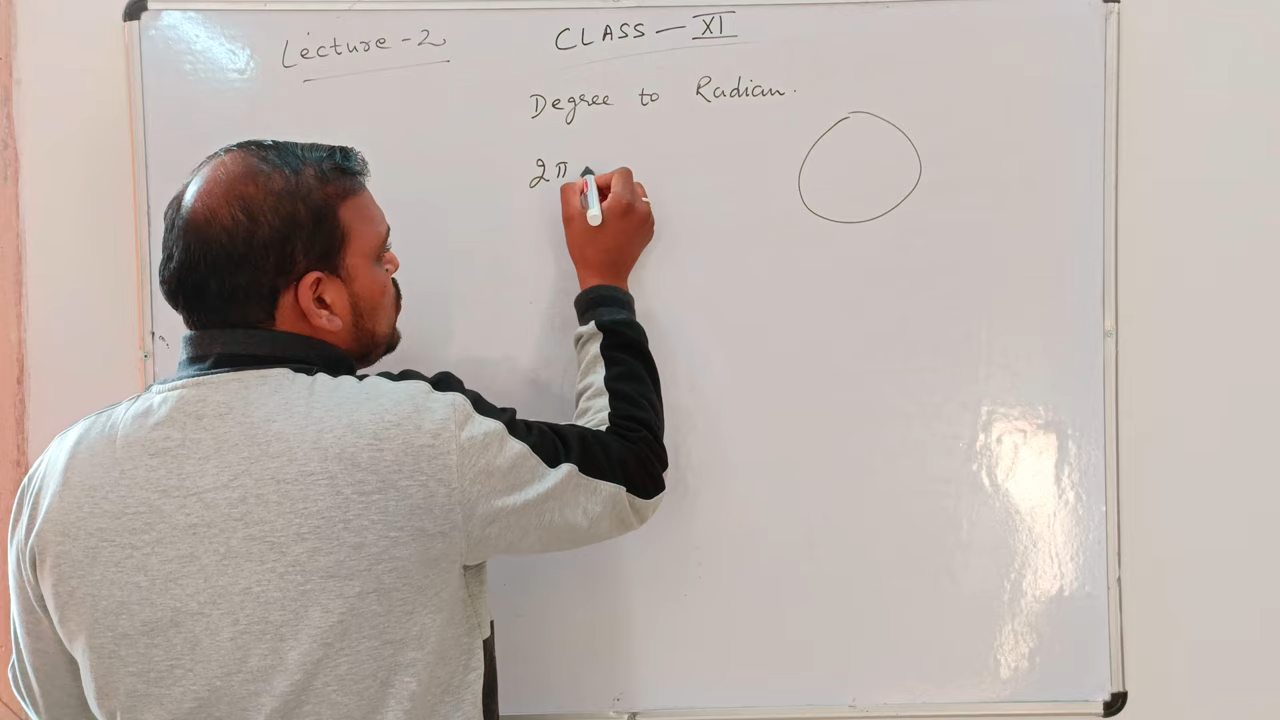 Lecture - 2
CLASS - XI
Degree to Radian.
2π